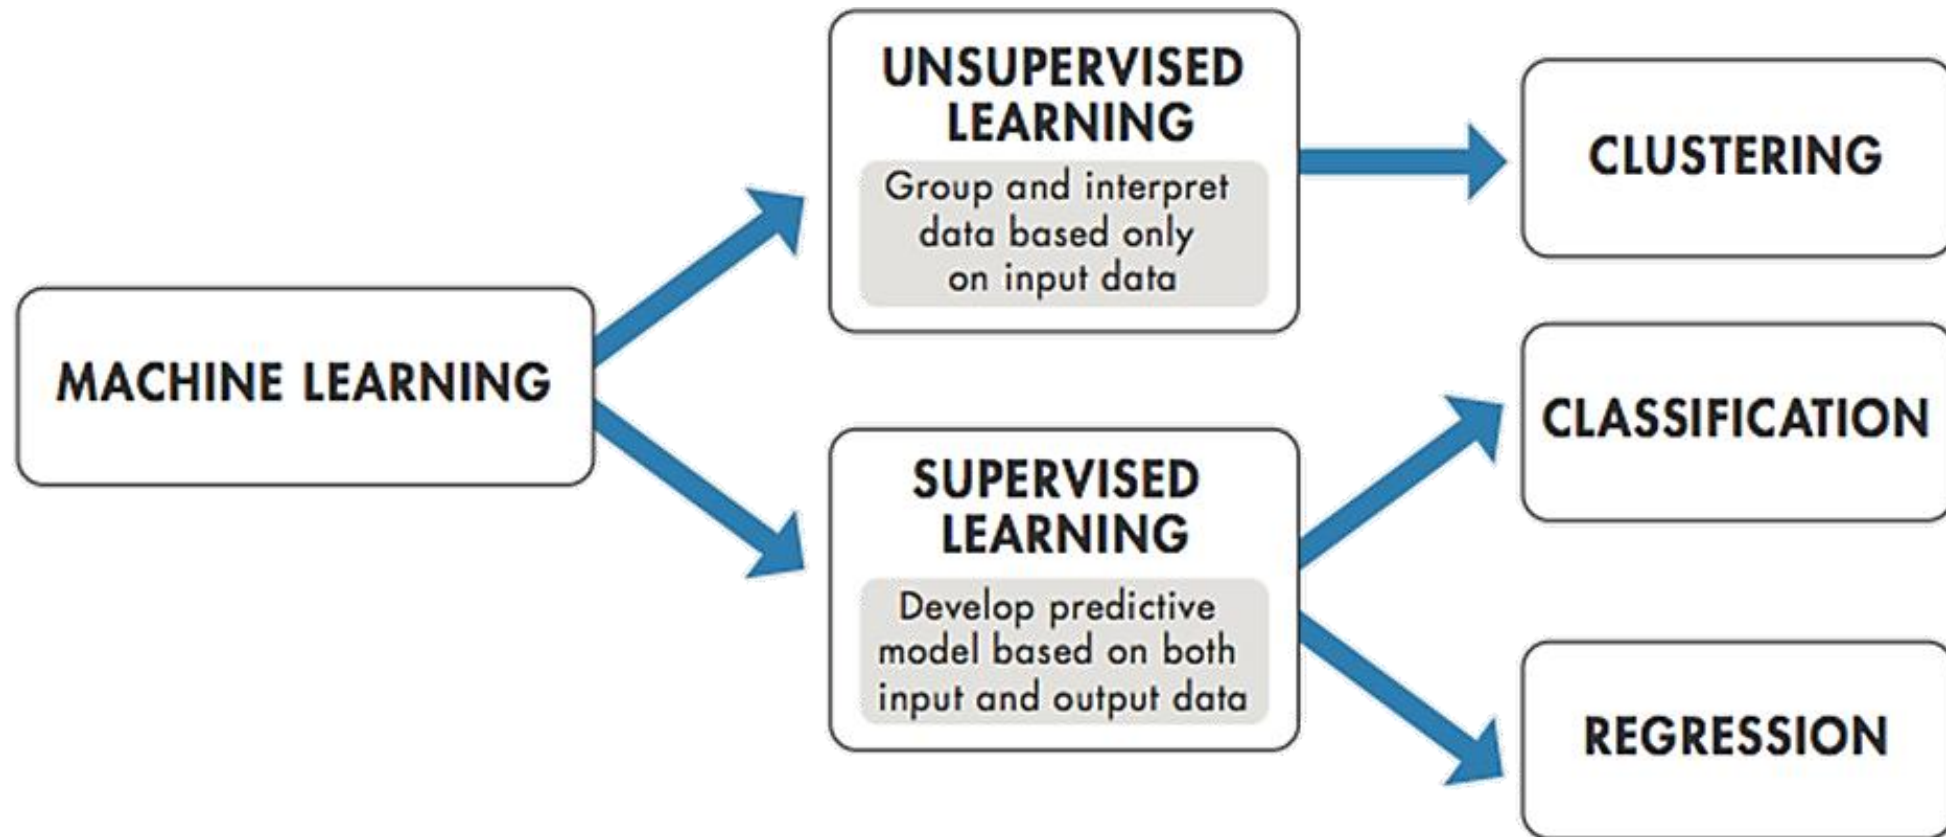 MACHINE LEARNING
UNSUPERVISED
LEARNING
Group and interpret
data based only
on input data
SUPERVISED
LEARNING
Develop predictive
model based on both
input and output data
CLUSTERING
CLASSIFICATION
REGRESSION